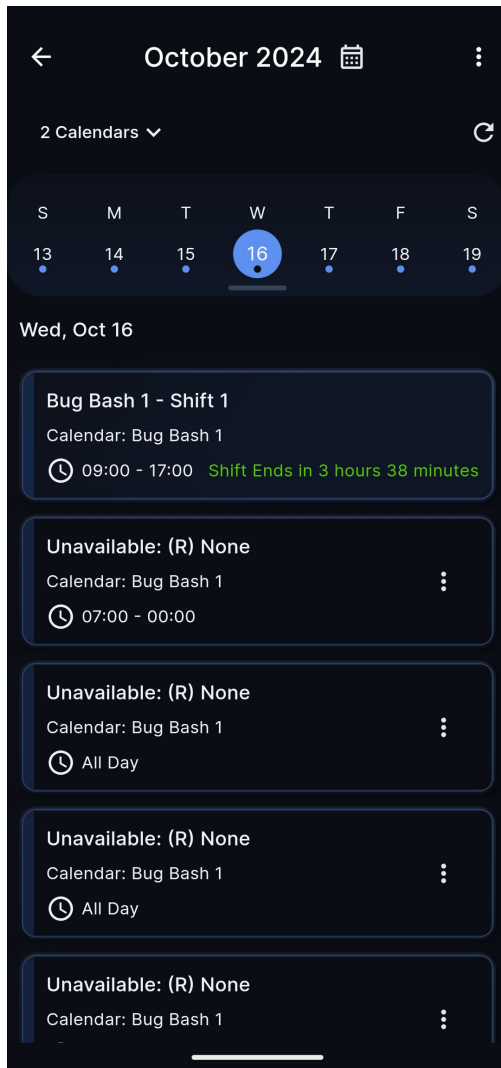 October 2024
2 Calendars
S M T W T F S
13 14 15 16 17 18 19
Wed, Oct 16
Bug Bash 1 - Shift 1
Calendar: Bug Bash 1
09:00 - 17:00 Shift Ends in 3 hours 38 minutes
Unavailable: (R) None
Calendar: Bug Bash 1
07:00 - 00:00
Unavailable: (R) None
Calendar: Bug Bash 1
All Day
Unavailable: (R) None
Calendar: Bug Bash 1
All Day
Unavailable: (R) None
Calendar: Bug Bash 1